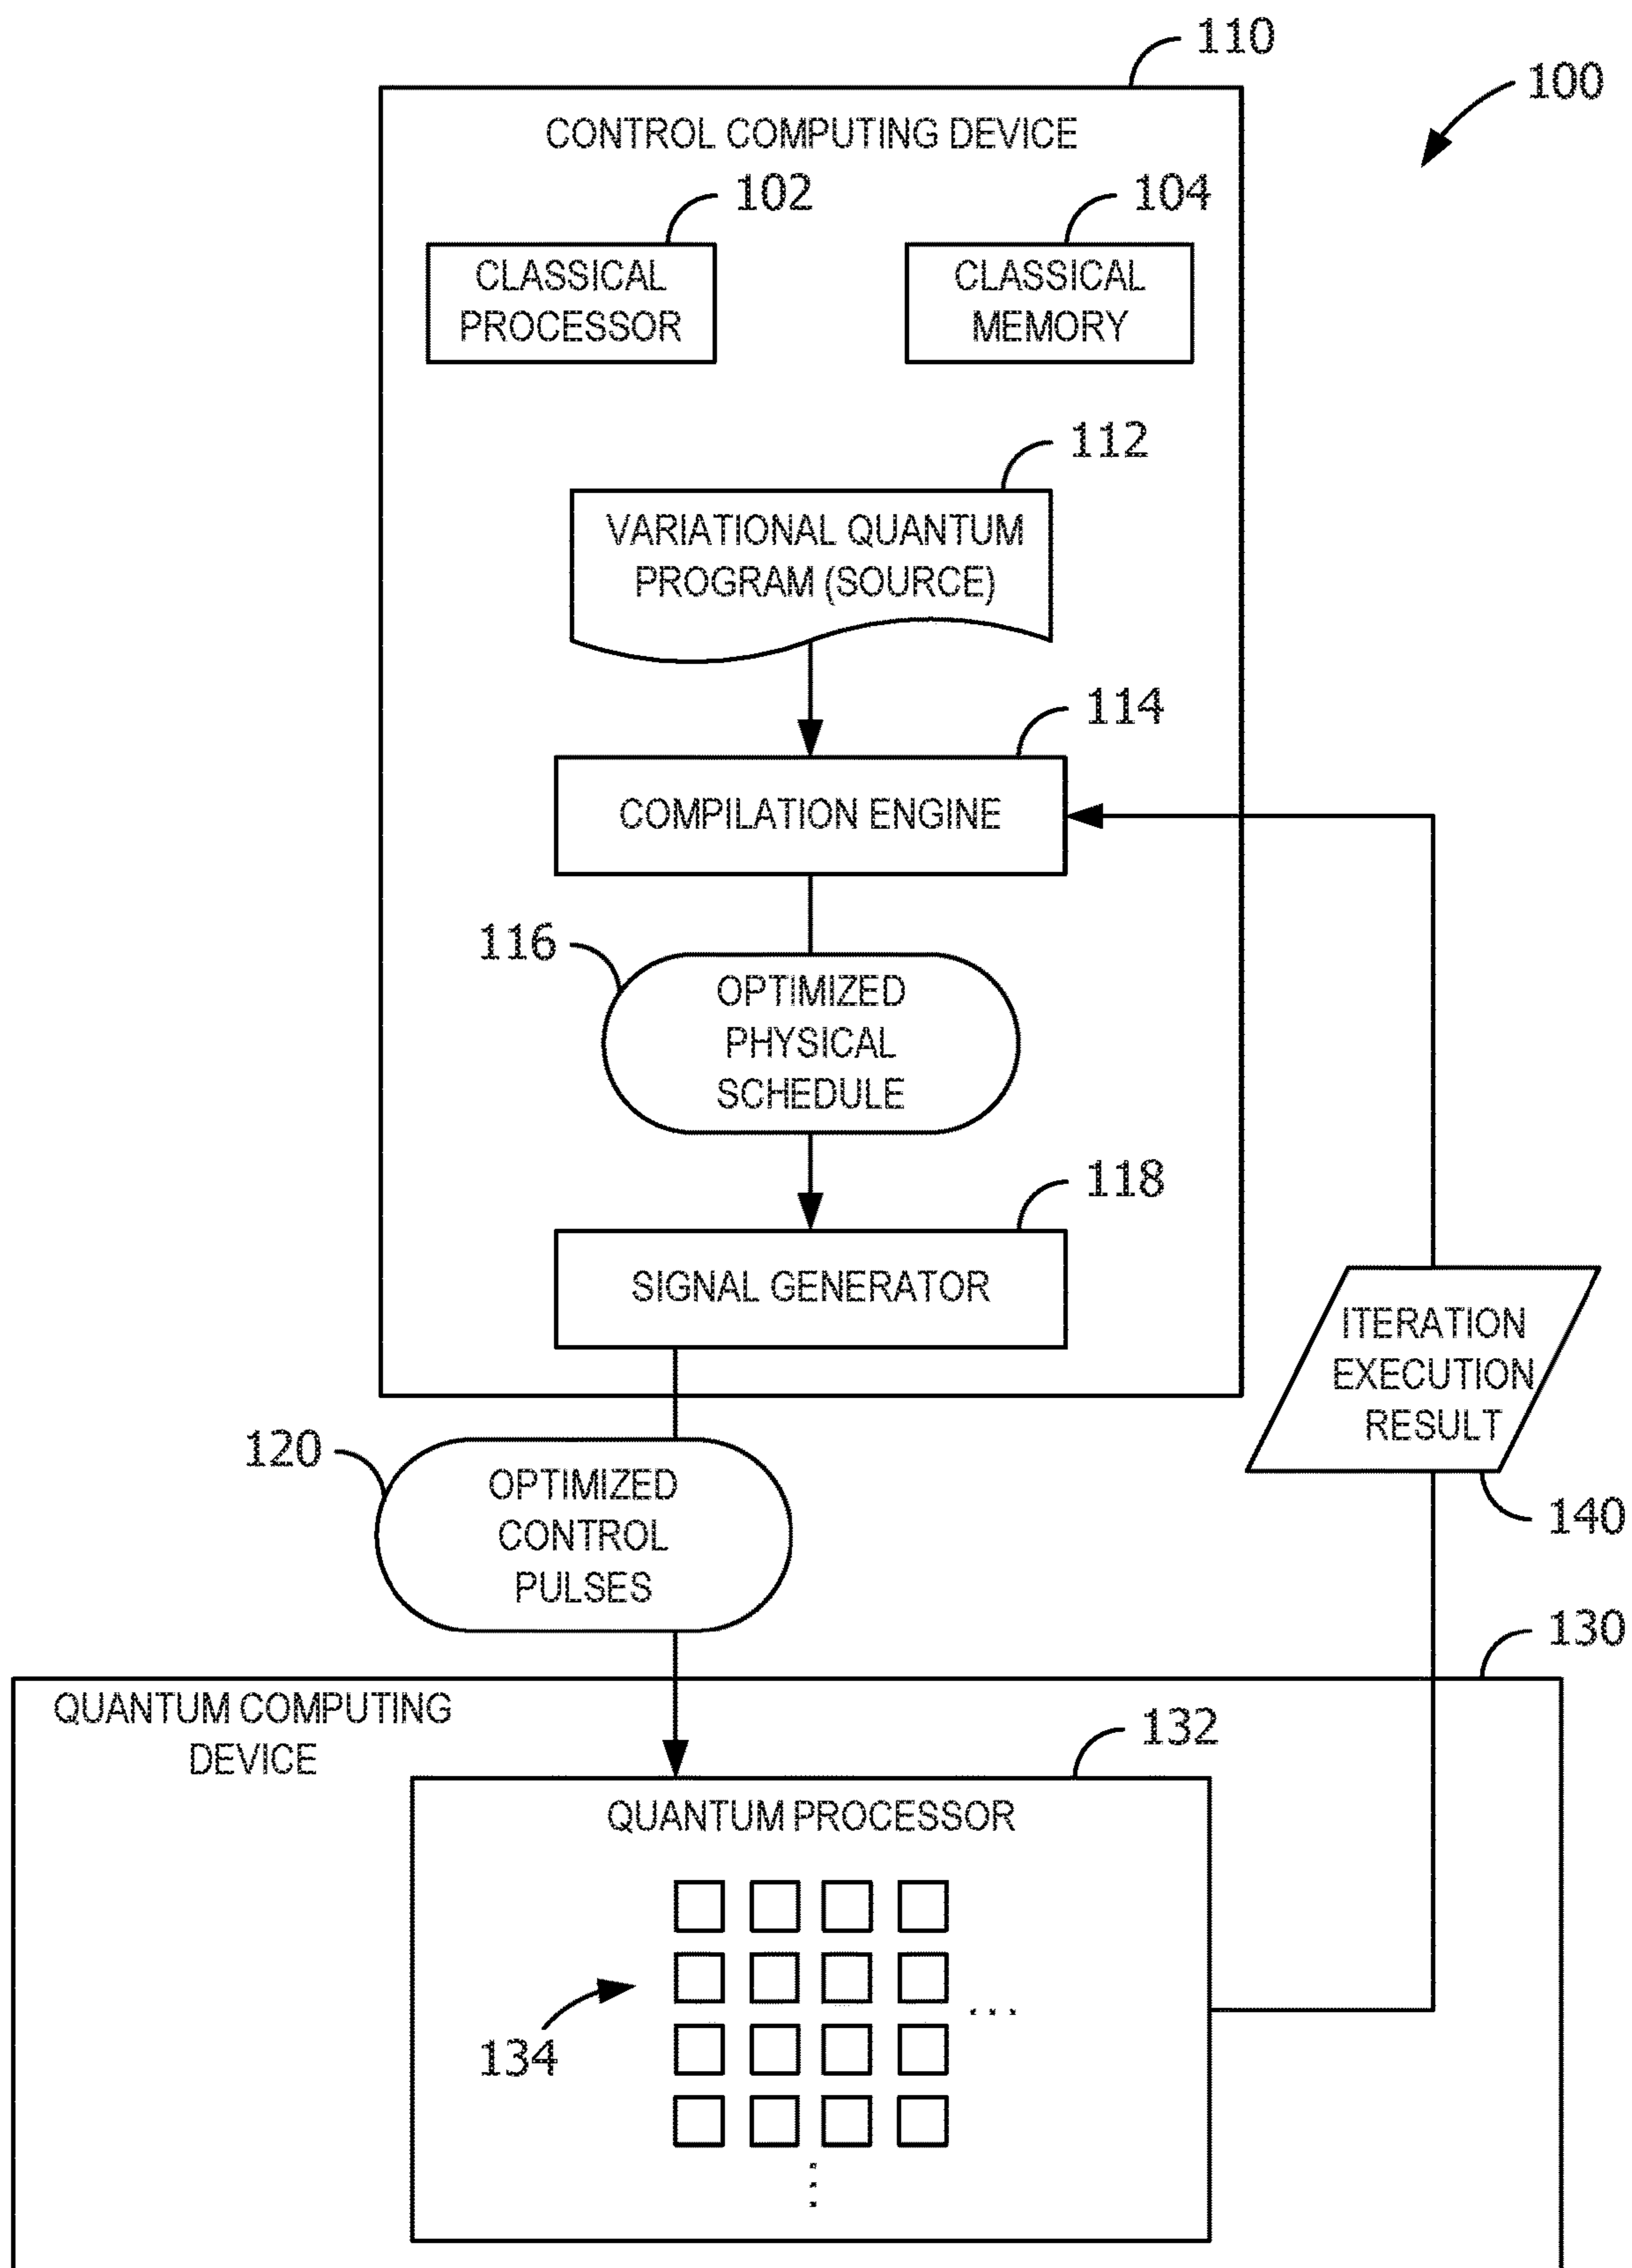 110
100
CONTROL COMPUTING DEVICE
102
104
CLASSICAL
PROCESSOR
CLASSICAL
MEMORY
112
VARIATIONAL QUANTUM
PROGRAM (SOURCE)
114
COMPILATION ENGINE
116
OPTIMIZED
PHYSICAL
SCHEDULE
118
SIGNAL GENERATOR
ITERATION
EXECUTION
RESULT
140
120
OPTIMIZED
CONTROL
PULSES
130
QUANTUM COMPUTING
DEVICE
132
QUANTUM PROCESSOR
...
134